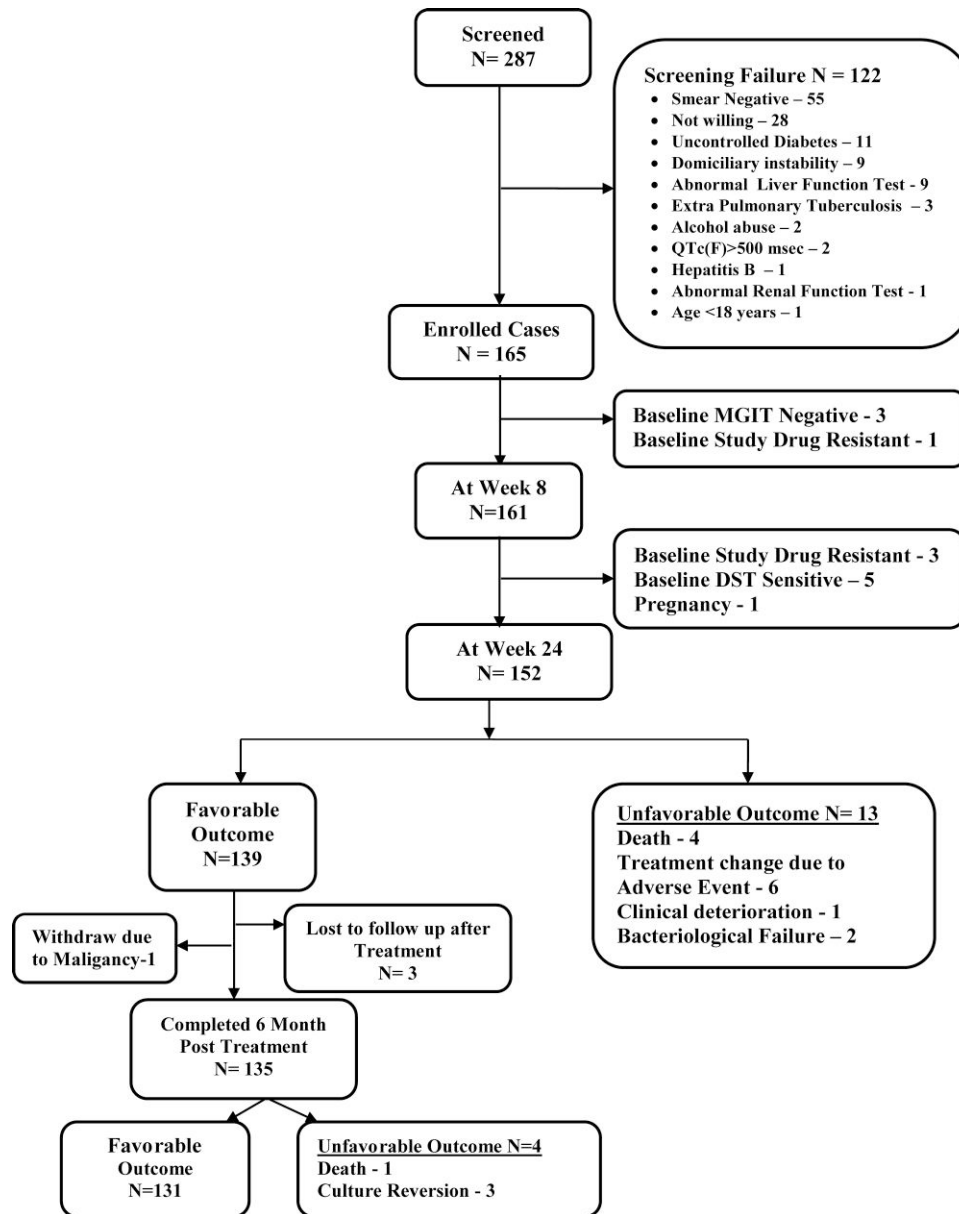 Screened
N= 287
Screening Failure N = 122
• Smear Negative – 55
• Not willing – 28
• Uncontrolled Diabetes – 11
• Domiciliary instability – 9
• Abnormal Liver Function Test - 9
• Extra Pulmonary Tuberculosis – 3
• Alcohol abuse – 2
• QTc(F)>500 msec – 2
• Hepatitis B – 1
• Abnormal Renal Function Test - 1
• Age <18 years – 1
Enrolled Cases
N = 165
Baseline MGIT Negative - 3
Baseline Study Drug Resistant - 1
At Week 8
N=161
Baseline Study Drug Resistant - 3
Baseline DST Sensitive – 5
Pregnancy - 1
At Week 24
N= 152
Favorable
Outcome
N=139
Unfavorable Outcome N= 13
Death - 4
Treatment change due to
Adverse Event - 6
Clinical deterioration - 1
Bacteriological Failure – 2
Withdraw due
to Maligancy-1
Lost to follow up after
Treatment
N= 3
Completed 6 Month
Post Treatment
N= 135
Favorable
Outcome
N=131
Unfavorable Outcome N=4
Death - 1
Culture Reversion - 3